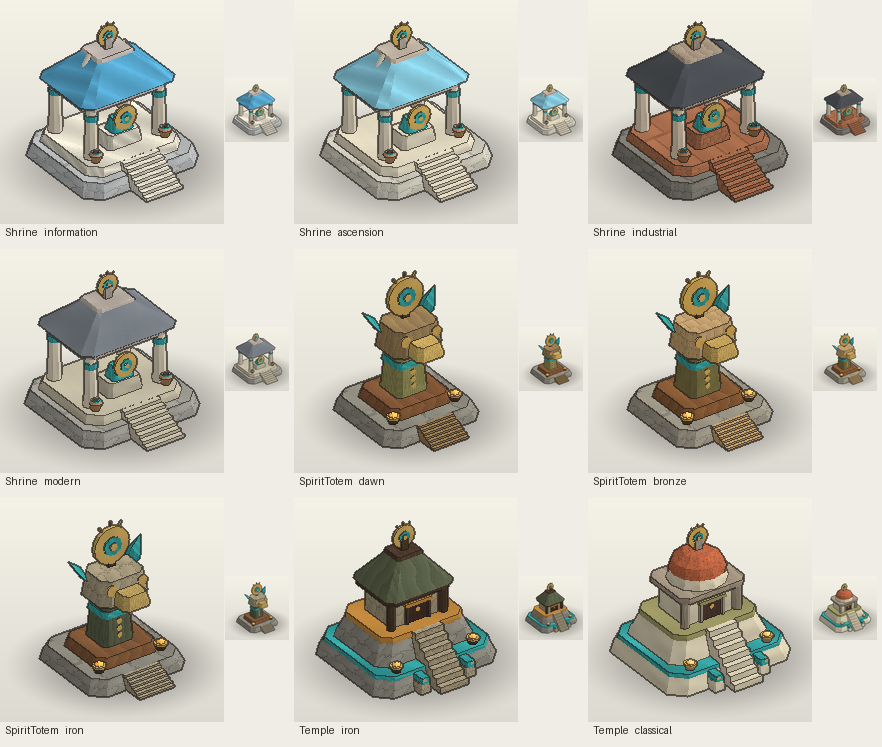 Shrine information
Shrine ascension
Shrine industrial
Shrine modern
SpiritTotem dawn
SpiritTotem bronze
SpiritTotem iron
Temple iron
Temple classical